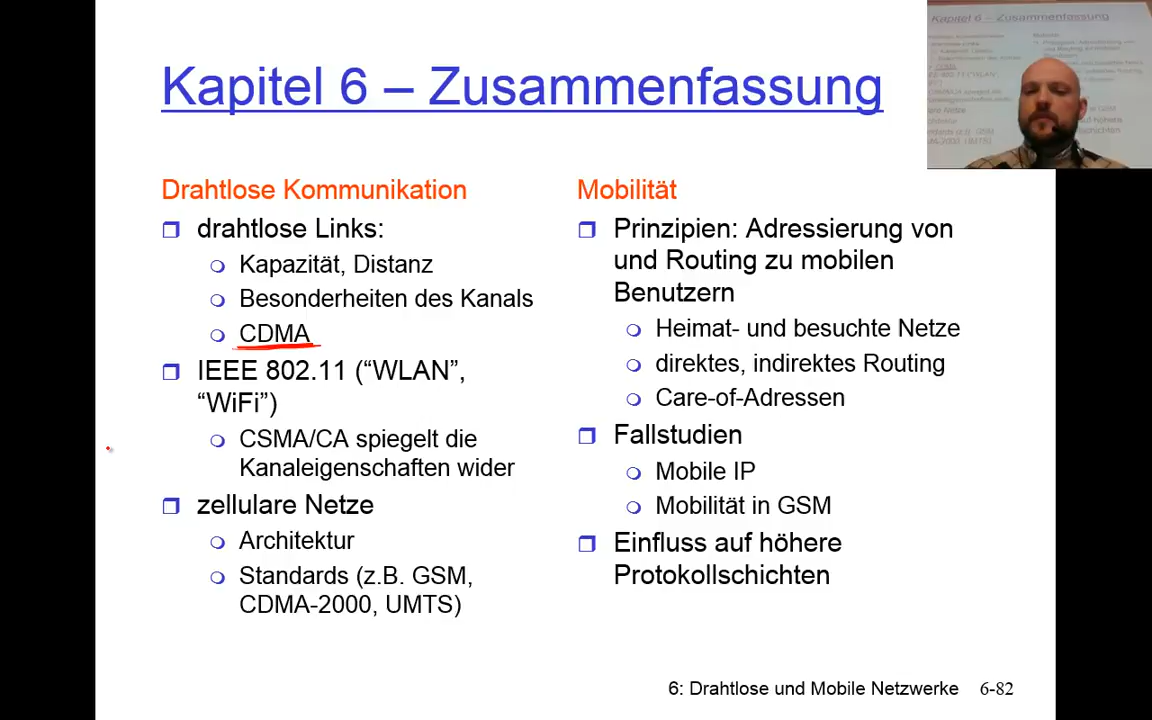 Kapitel 6 – Zusammenfassung
Drahtlose Kommunikation
drahtlose Links:
Kapazität, Distanz
Besonderheiten des Kanals
CDMA
IEEE 802.11 (“WLAN”,
“WiFi”)
CSMA/CA spiegelt die
Kanaleigenschaften wider
zellulare Netze
Architektur
Standards (z.B. GSM,
CDMA-2000, UMTS)
Mobilität
Prinzipien: Adressierung von
und Routing zu mobilen
Benutzern
Heimat- und besuchte Netze
direktes, indirektes Routing
Care-of-Adressen
Fallstudien
Mobile IP
Mobilität in GSM
Einfluss auf höhere
Protokollschichten
6: Drahtlose und Mobile Netzwerke 6-82
Kapitel 6 – Zusammenfassung